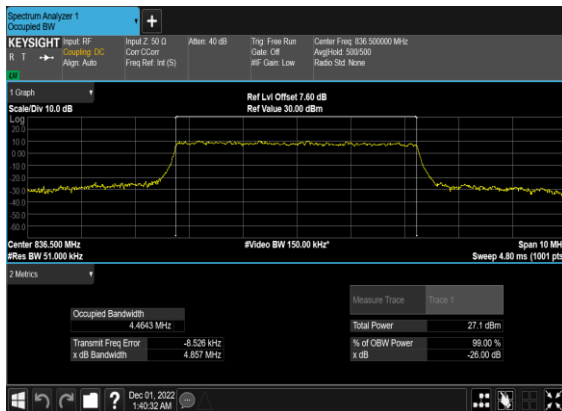 Spectrum Analyzer 1
Occupied BW
KEYSIGHT
R T
Input: RF
Coupling: DC
Align: Auto
Input Z: 50 Ω
Corr CCorr
Freq Ref: Int (S)
Atten: 40 dB
Trig: Free Run
Gate: Off
#IF Gain: Low
Center Freq: 836.500000 MHz
Avg|Hold: 500/500
Radio Std: None
1 Graph
Scale/Div 10.0 dB
Ref Lvl Offset 7.60 dB
Ref Value 30.00 dBm
Log
20.0
10.0
0.00
-10.0
-20.0
-30.0
-40.0
-50.0
-60.0
Center 836.500 MHz
#Res BW 51.000 kHz
#Video BW 150.00 kHz*
Span 10 MH
Sweep 4.80 ms (1001 pts
2 Metrics
Occupied Bandwidth
4.4643 MHz
Transmit Freq Error -8.526 kHz
x dB Bandwidth 4.857 MHz
Measure Trace Trace 1
Total Power 27.1 dBm
% of OBW Power 99.00 %
x dB -26.00 dB
Dec 01, 2022
1:40:32 AM